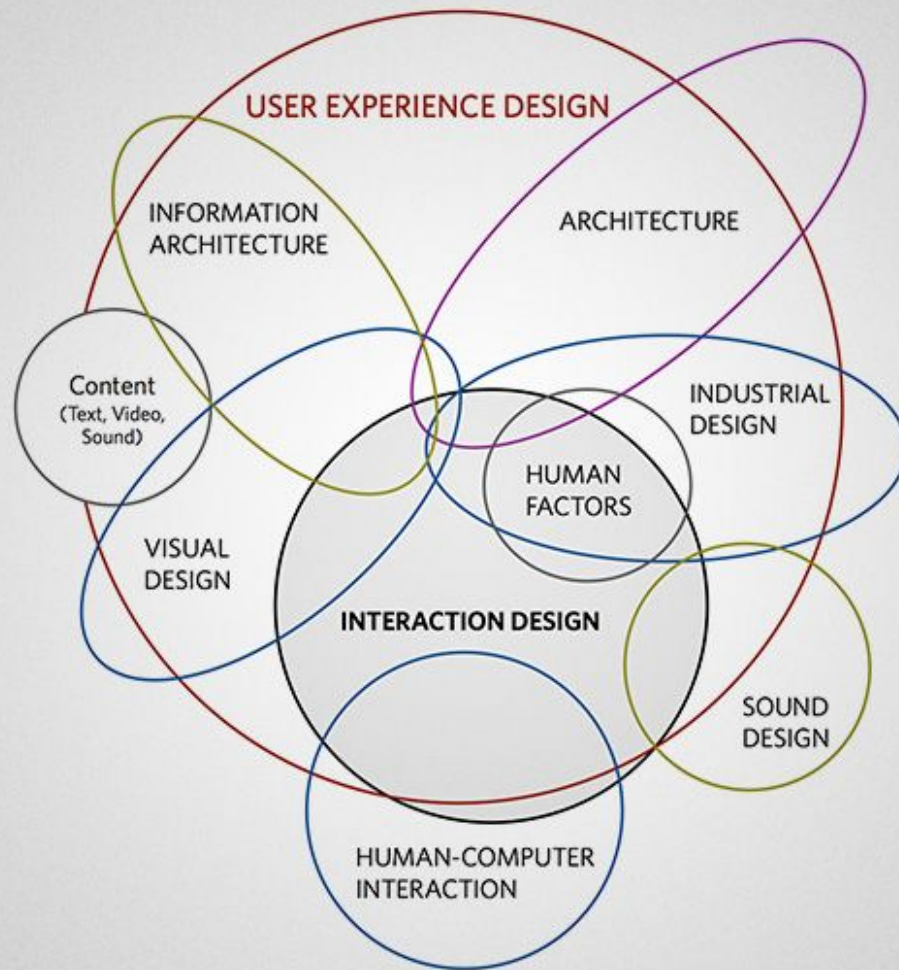 USER EXPERIENCE DESIGN
INFORMATION
ARCHITECTURE
ARCHITECTURE
Content
(Text, Video,
Sound)
INDUSTRIAL
DESIGN
HUMAN
FACTORS
VISUAL
DESIGN
INTERACTION DESIGN
SOUND
DESIGN
HUMAN-COMPUTER
INTERACTION